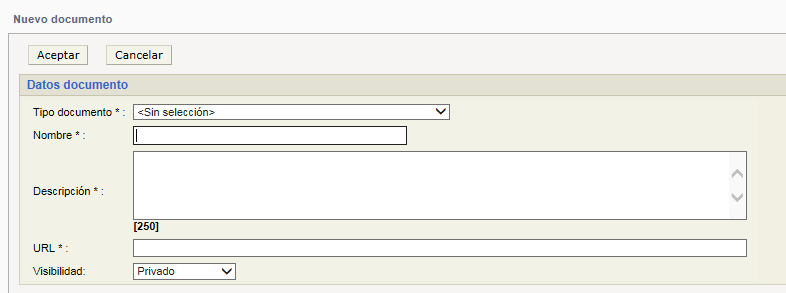 Nuevo documento
Aceptar Cancelar
Datos documento
Tipo documento * : <Sin selección>
Nombre * :
Descripción * :
[250]
URL * :
Visibilidad: Privado